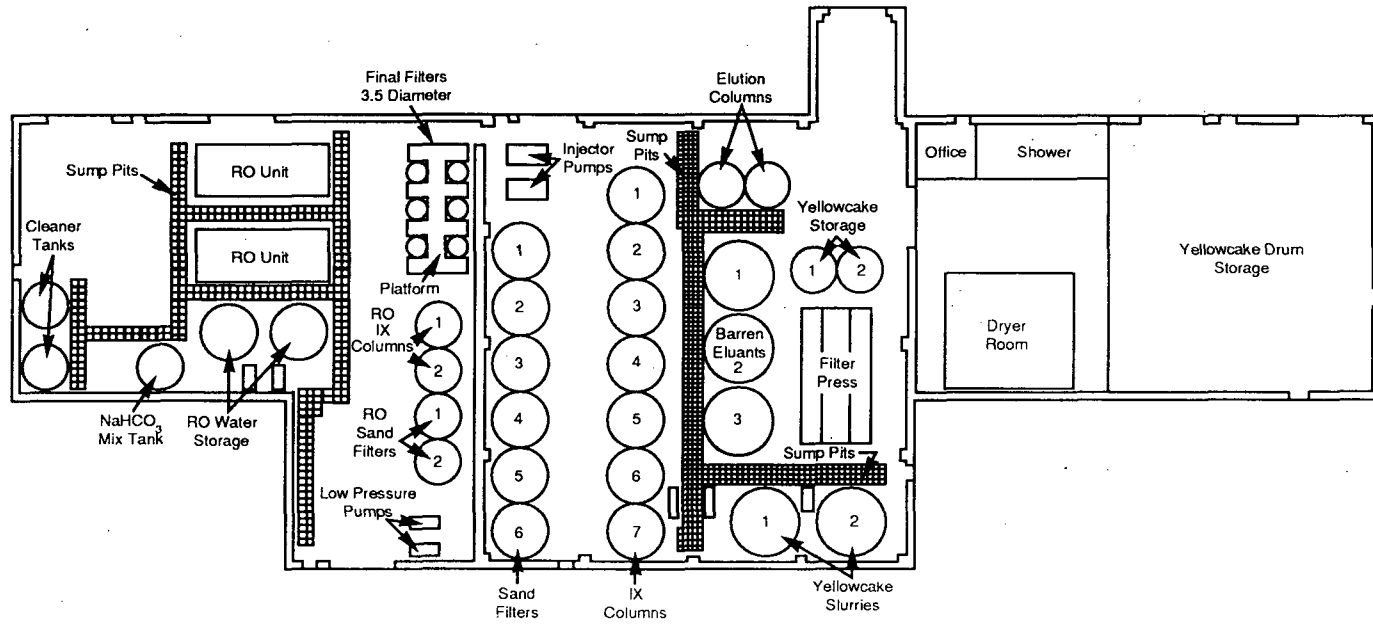 Final Filters
3.5 Diameter
Elution
Columns
Sump Pits
RO Unit
Injector
Pumps
Sump
Pits
Office
Shower
Cleaner
Tanks
RO Unit
Platform
Yellowcake
Storage
1
2
Yellowcake Drum
Storage
RO
IX
Columns
1
2
RO
Sand
Filters
1
2
1
2
3
4
5
6
1
2
3
4
5
6
7
1
Barren
Eluants
2
3
Filter
Press
Dryer
Room
NaHCO3
Mix Tank
RO Water
Storage
Low Pressure
Pumps
Sump Pits
1
2
Sand
Filters
IX
Columns
Yellowcake
Slurries